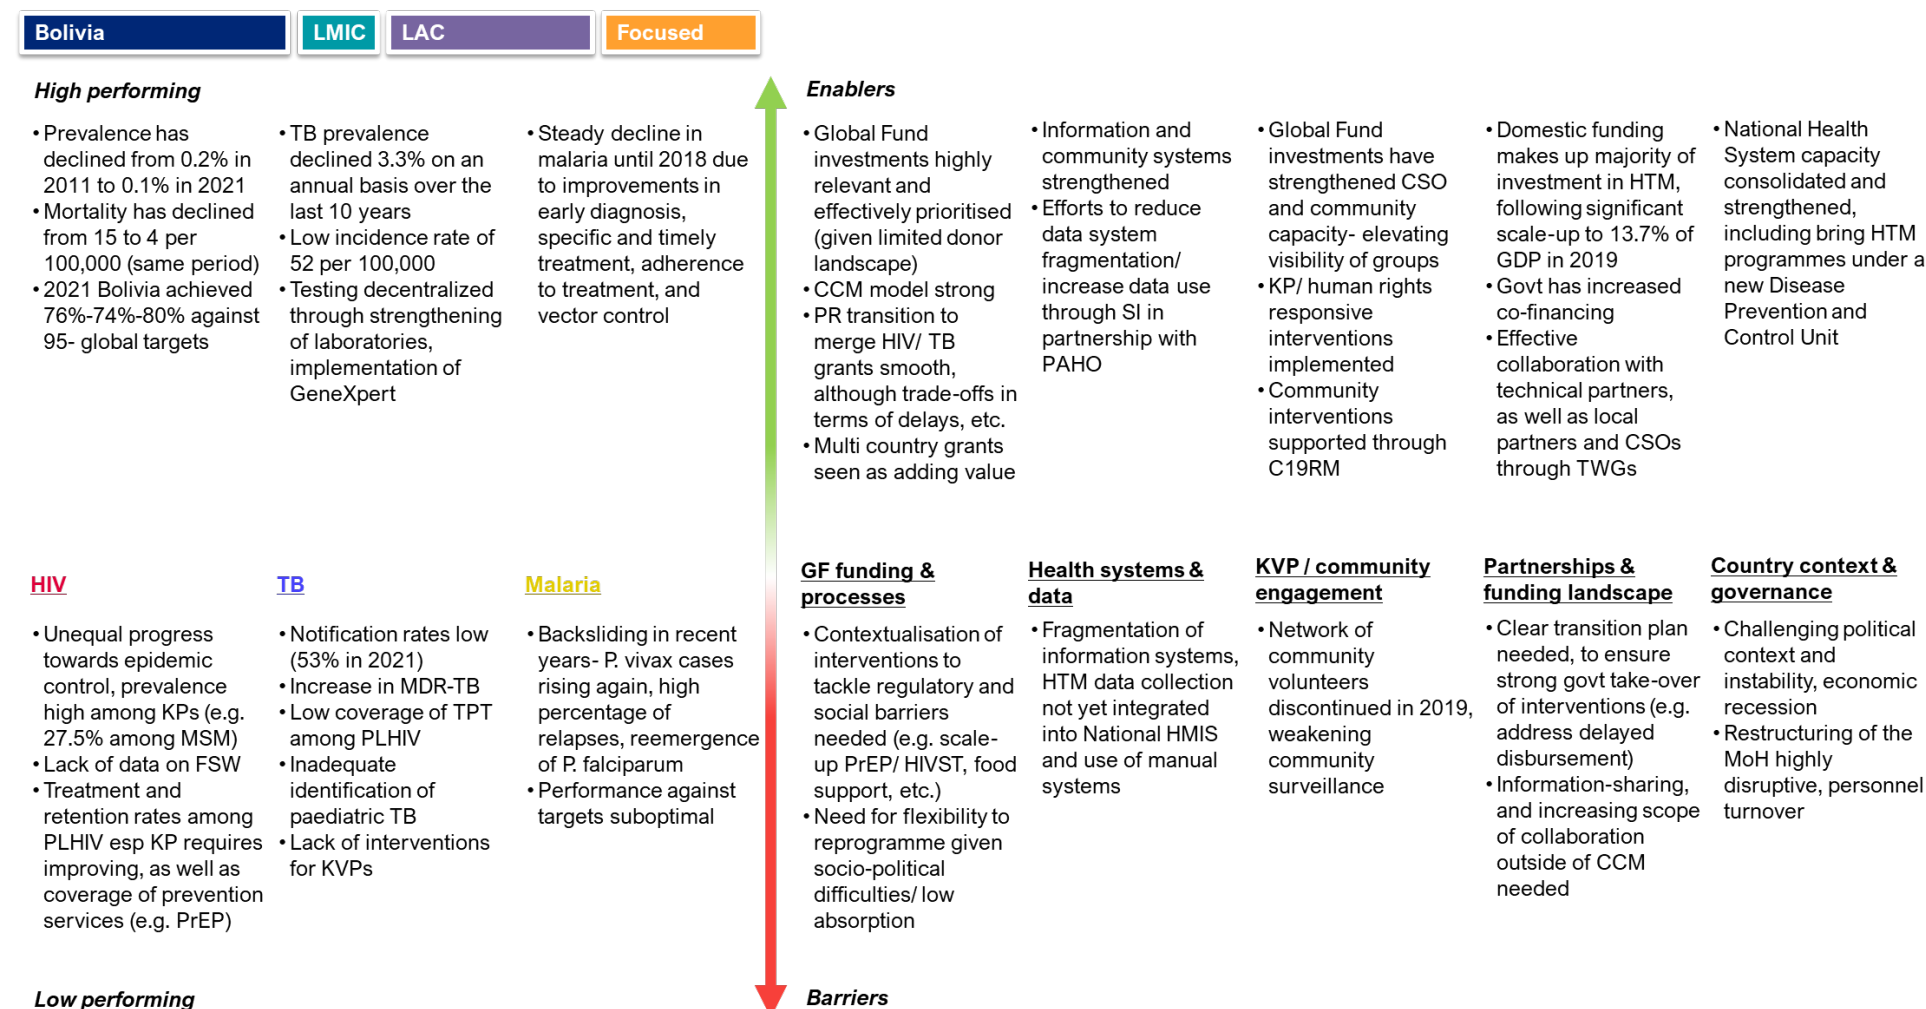 Bolivia
LMIC
LAC
Focused
High performing
• Prevalence has
declined from 0.2% in
2011 to 0.1% in 2021
• Mortality has declined
from 15 to 4 per
100,000 (same period)
• 2021 Bolivia achieved
76%-74%-80% against
95- global targets
• TB prevalence
declined 3.3% on an
annual basis over the
last 10 years
• Low incidence rate of
52 per 100,000
• Testing decentralized
through strengthening
of laboratories,
implementation of
GeneXpert
• Steady decline in
malaria until 2018 due
to improvements in
early diagnosis,
specific and timely
treatment, adherence
to treatment, and
vector control
Enablers
• Global Fund
investments highly
relevant and
effectively prioritised
(given limited donor
landscape)
• CCM model strong
• PR transition to
merge HIV/ TB
grants smooth,
although trade-offs in
terms of delays, etc.
• Multi country grants
seen as adding value
• Information and
community systems
strengthened
• Efforts to reduce
data system
fragmentation/
increase data use
through SI in
partnership with
PAHO
• Global Fund
investments have
strengthened CSO
and community
capacity- elevating
visibility of groups
• KP/ human rights
responsive
interventions
implemented
• Community
interventions
supported through
C19RM
• Domestic funding
makes up majority of
investment in HTM,
following significant
scale-up to 13.7% of
GDP in 2019
• Govt has increased
co-financing
• Effective
collaboration with
technical partners,
as well as local
partners and CSOs
through TWGs
• National Health
System capacity
consolidated and
strengthened,
including bring HTM
programmes under a
new Disease
Prevention and
Control Unit
HIV
• Unequal progress
towards epidemic
control, prevalence
high among KPs (e.g.
27.5% among MSM)
• Lack of data on FSW
• Treatment and
retention rates among
PLHIV esp KP requires
improving, as well as
coverage of prevention
services (e.g. PrEP)
TB
• Notification rates low
(53% in 2021)
• Increase in MDR-TB
• Low coverage of TPT
among PLHIV
• Inadequate
identification of
paediatric TB
• Lack of interventions
for KVPs
Malaria
• Backsliding in recent
years- P. vivax cases
rising again, high
percentage of
relapses, reemergence
of P. falciparum
• Performance against
targets suboptimal
GF funding &
processes
• Contextualisation of
interventions to
tackle regulatory and
social barriers
needed (e.g. scale-
up PrEP/ HIVST, food
support, etc.)
• Need for flexibility to
reprogramme given
socio-political
difficulties/ low
absorption
Health systems &
data
• Fragmentation of
information systems,
HTM data collection
not yet integrated
into National HMIS
and use of manual
systems
KVP / community
engagement
• Network of
community
volunteers
discontinued in 2019,
weakening
community
surveillance
Partnerships &
funding landscape
• Clear transition plan
needed, to ensure
strong govt take-over
of interventions (e.g.
address delayed
disbursement)
• Information-sharing,
and increasing scope
of collaboration
outside of CCM
needed
Country context &
governance
• Challenging political
context and
instability, economic
recession
• Restructuring of the
MoH highly
disruptive, personnel
turnover
Low performing
Barriers